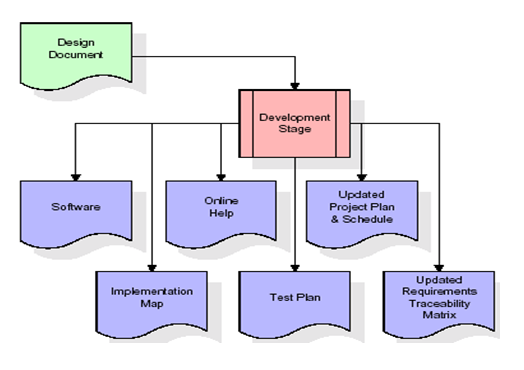 Design
Document
Development
Stage
Software
Online
Help
Updated
Project Plan
& Schedule
Implementation
Map
Test Plan
Updated
Requirements
Traceability
Matrix